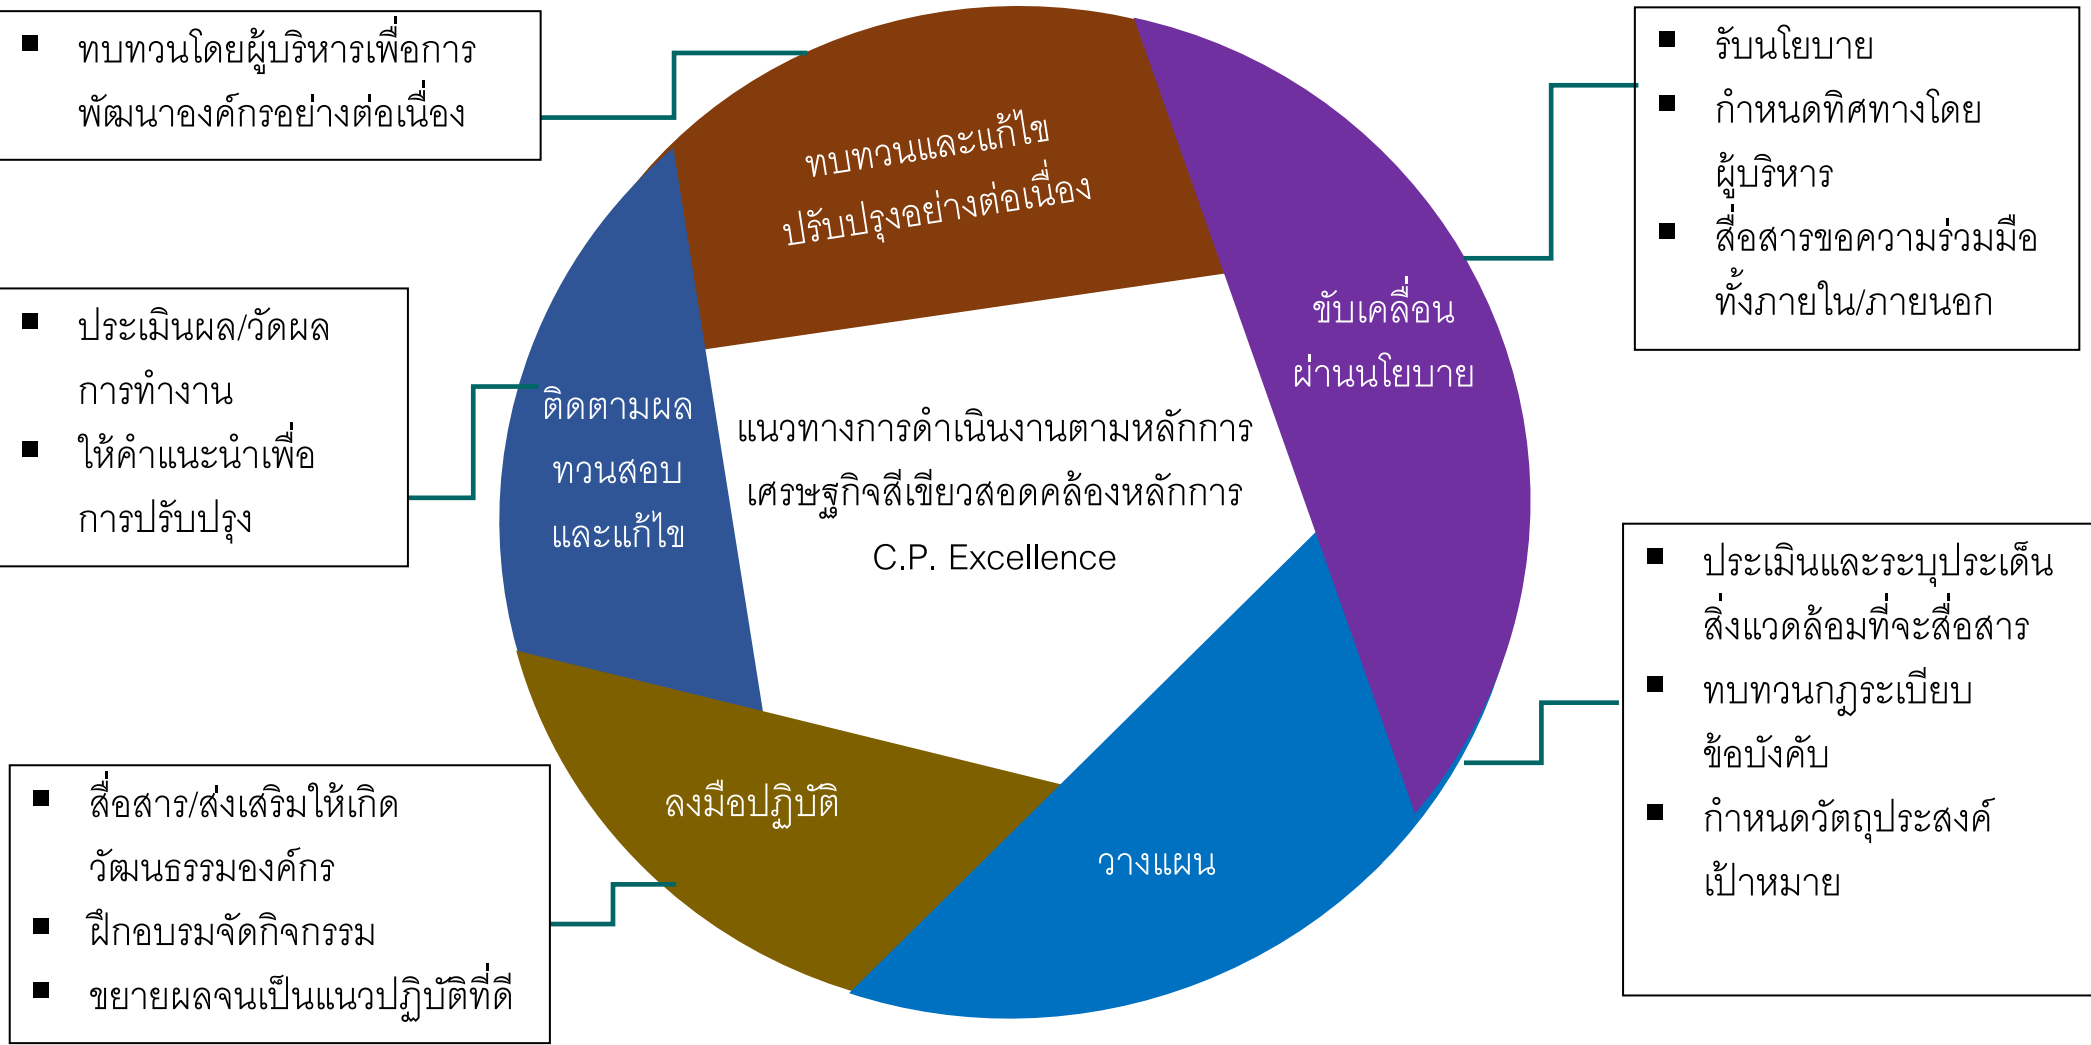 ทบทวนโดยผู้บริหารเพื่อการ
พัฒนาองค์กรอย่างต่อเนื่อง
รับนโยบาย
กำหนดทิศทางโดย
ผู้บริหาร
สื่อสารขอความร่วมมือ
ทั้งภายใน/ภายนอก
ทบทวนและแก้ไข
ปรับปรุงอย่างต่อเนื่อง
ขับเคลื่อน
ผ่านนโยบาย
ประเมินผล/วัดผล
การทำงาน
ให้คำแนะนำเพื่อ
การปรับปรุง
ติดตามผล
ทวนสอบ
และแก้ไข
แนวทางการดำเนินงานตามหลักการ
เศรษฐกิจสีเขียวสอดคล้องหลักการ
C.P. Excellence
ประเมินและระบุประเด็น
สิ่งแวดล้อมที่จะสื่อสาร
ทบทวนกฎระเบียบ
ข้อบังคับ
กำหนดวัตถุประสงค์
เป้าหมาย
ลงมือปฏิบัติ
วางแผน
สื่อสาร/ส่งเสริมให้เกิด
วัฒนธรรมองค์กร
ฝึกอบรมจัดกิจกรรม
ขยายผลจนเป็นแนวปฏิบัติที่ดี